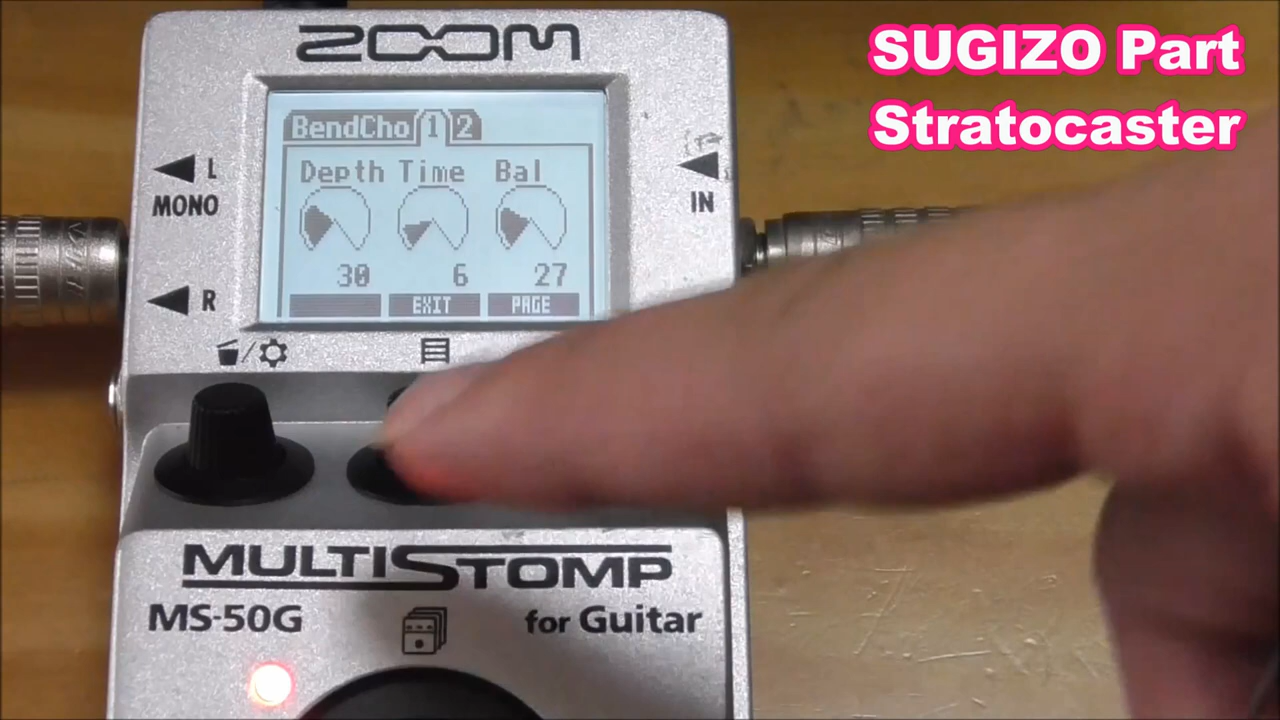 SUGIZO Part
Stratocaster
ZOOM
BendCho 1 2
Depth Time Bal
30 6 27
EXIT PAGE
L
MONO
R
IN
MULTISTOMP
MS-50G
for Guitar